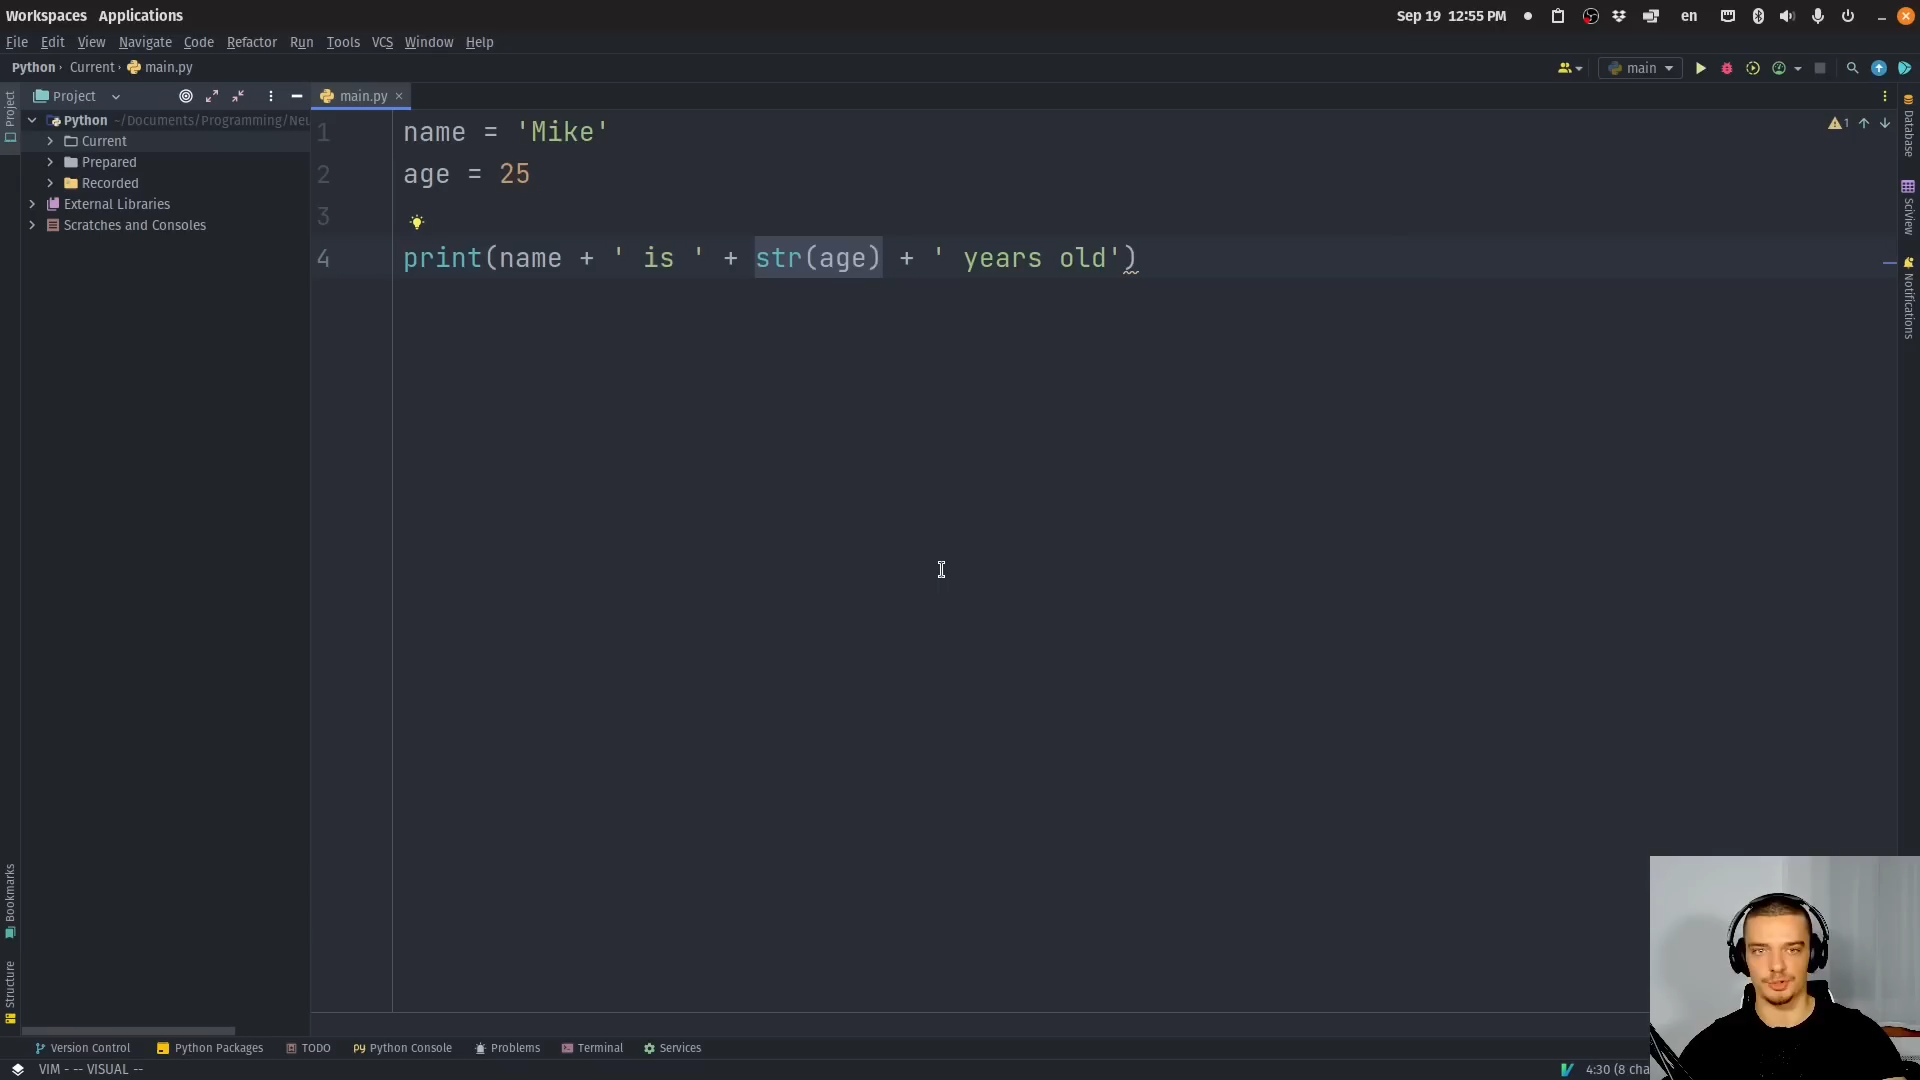 Workspaces Applications
Sep 19 12:55 PM
en
File Edit View Navigate Code Refactor Run Tools VCS Window Help
Python Current main.py
main
Project
Project
main.py
Python ~/Documents/Programming/Neu
Current
Prepared
Recorded
External Libraries
Scratches and Consoles
1 name = 'Mike'
2 age = 25
3
4 print(name + ' is ' + str(age) + ' years old')
1
Database
SciView
Notifications
Bookmarks
Structure
Version Control Python Packages TODO Python Console Problems Terminal Services
VIM - -- VISUAL --
4:30 (8 cha